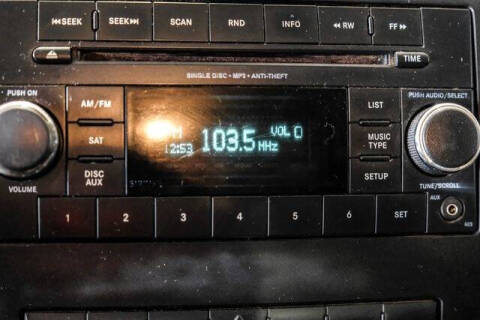 SEEK SEEK SCAN RND INFO RW FF
TIME
SINGLE DISC • MP3 • ANTI-THEFT
PUSH ON
PUSH AUDIO/SELECT
AM/FM
LIST
103.5 MHz
VOL
12:53
SAT
MUSIC
TYPE
DISC
AUX
SETUP
VOLUME
TUNE/SCROLL
AUX
1 2 3 4 5 6 SET